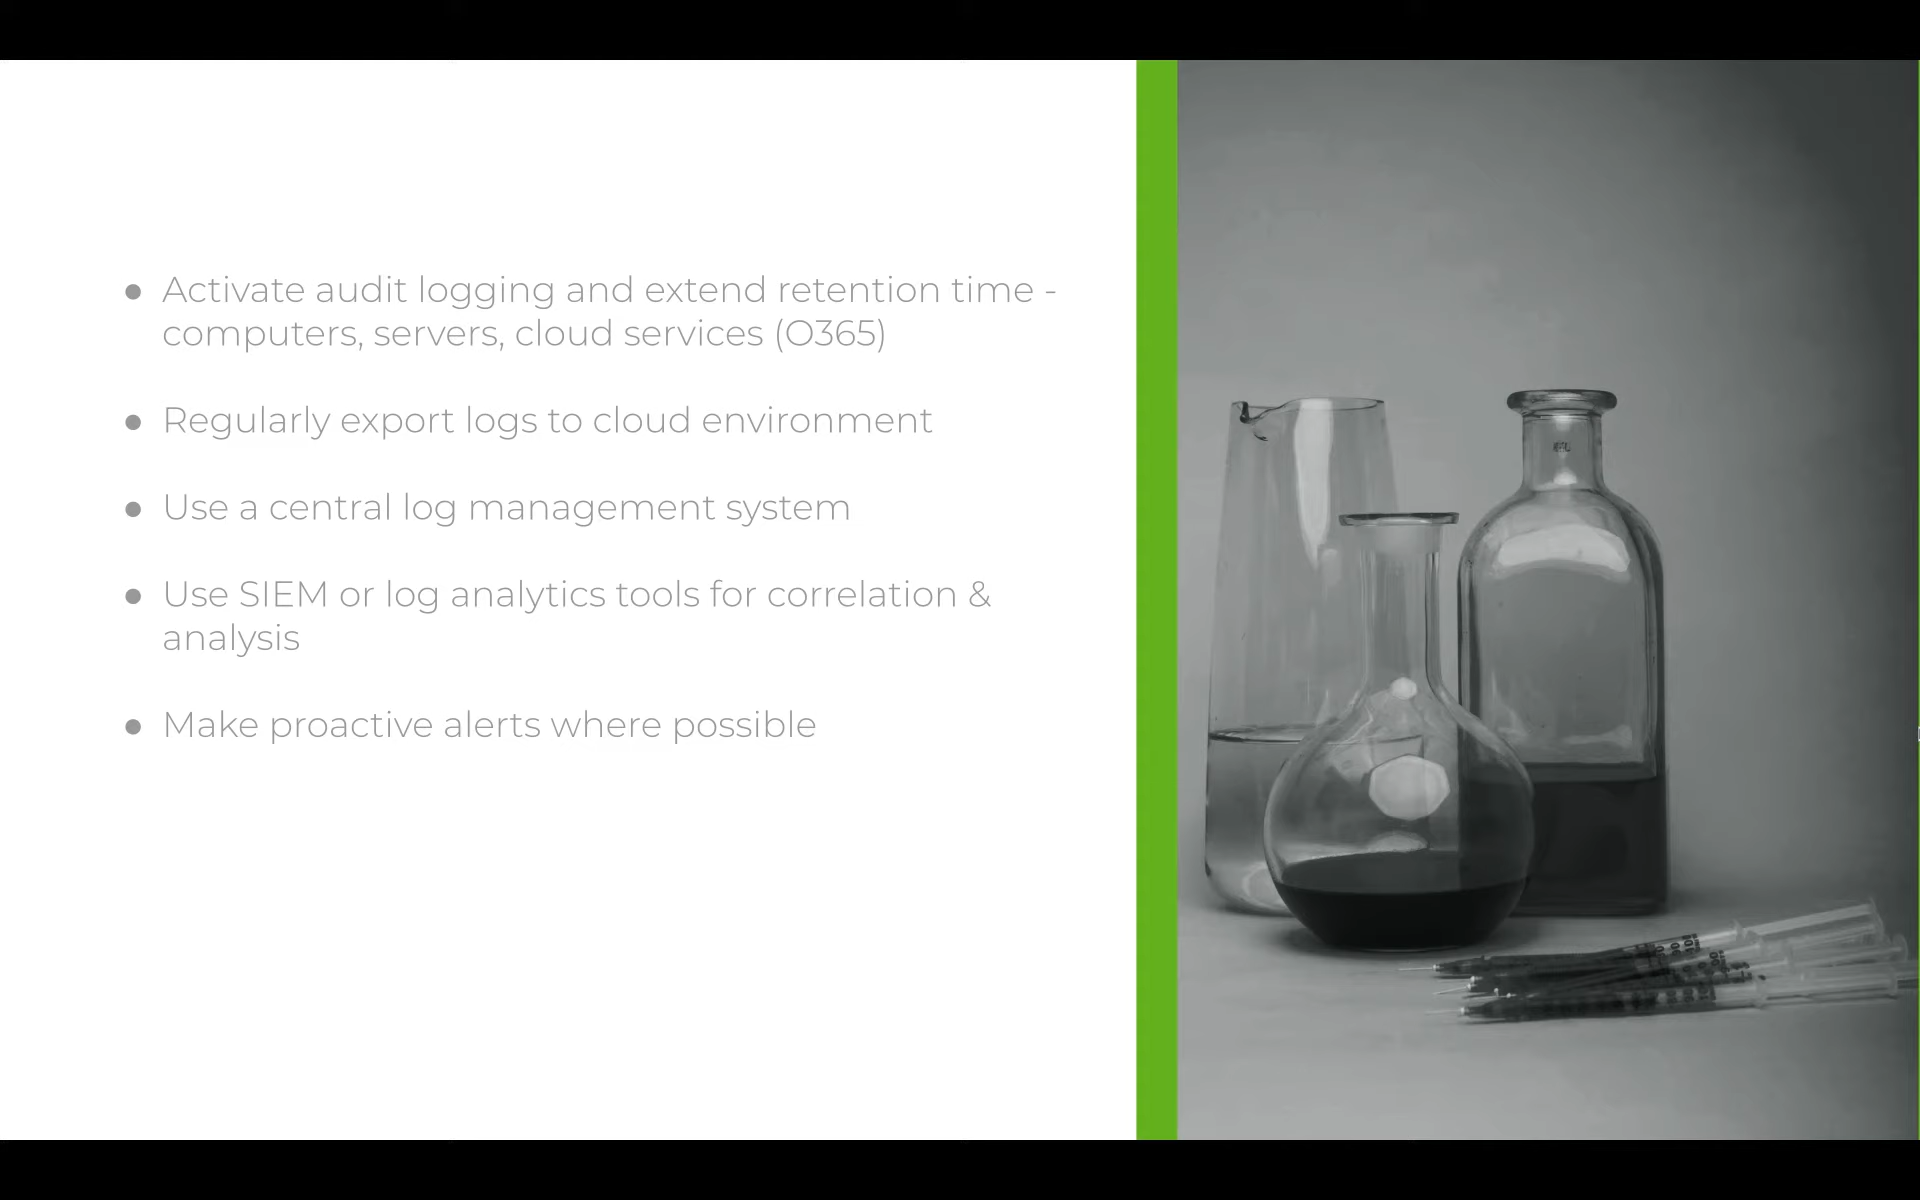 ● Activate audit logging and extend retention time -
computers, servers, cloud services (O365)
● Regularly export logs to cloud environment
● Use a central log management system
● Use SIEM or log analytics tools for correlation &
analysis
● Make proactive alerts where possible